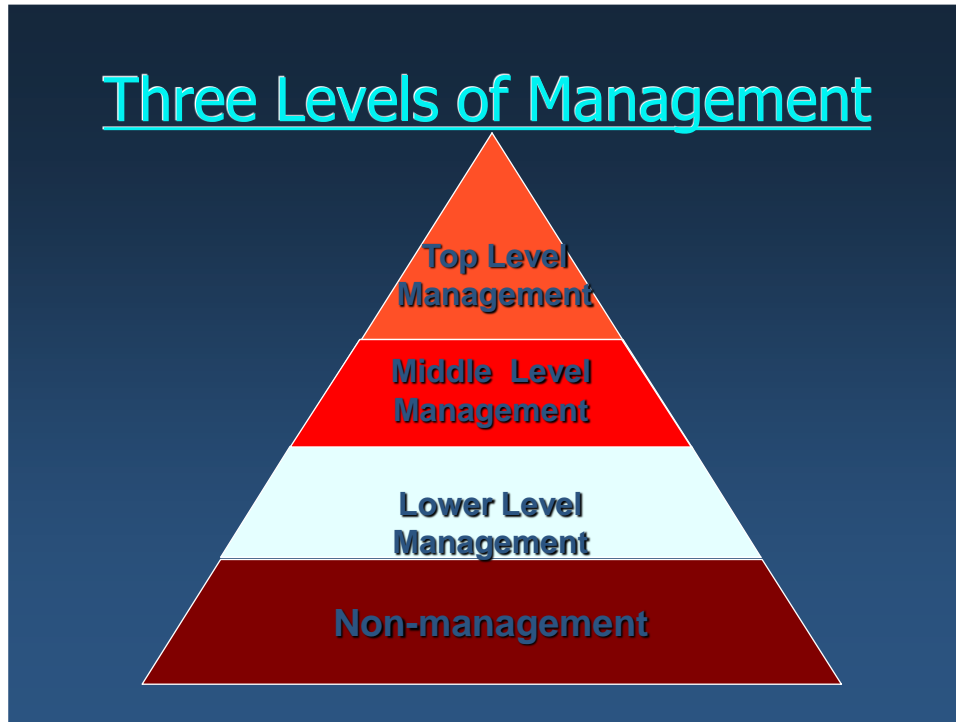 Three Levels of Management
Top Level
Management
Middle  Level
Management
Lower Level
Management
Non-management